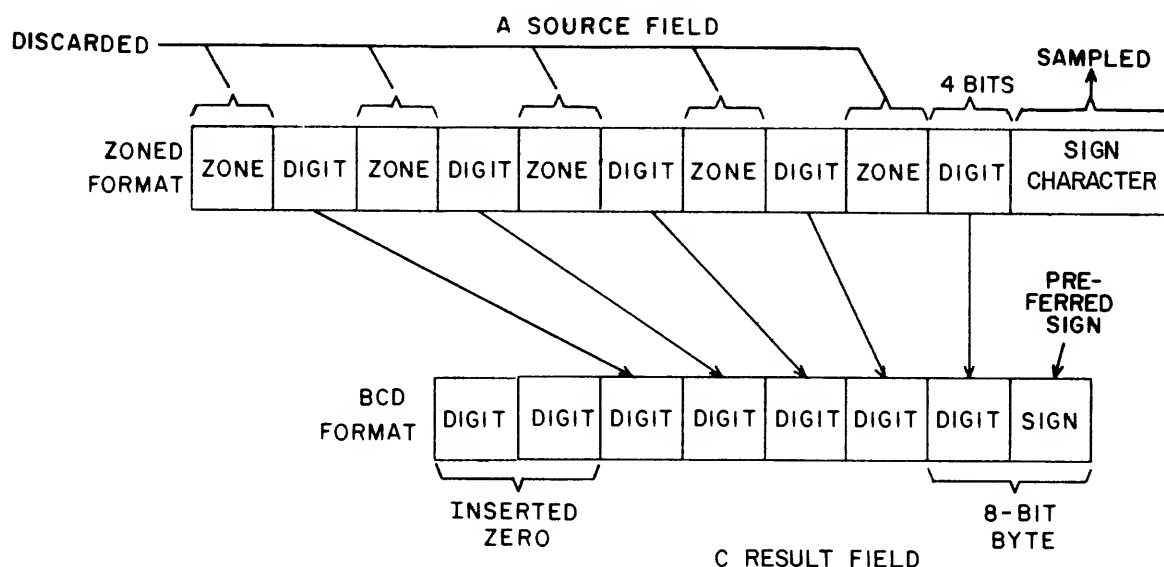 A SOURCE FIELD
DISCARDED
SAMPLED
4 BITS
ZONED
FORMAT
ZONE DIGIT ZONE DIGIT ZONE DIGIT ZONE DIGIT ZONE DIGIT SIGN
CHARACTER
PRE-
FERRED
SIGN
BCD
FORMAT
DIGIT DIGIT DIGIT DIGIT DIGIT DIGIT DIGIT SIGN
INSERTED
ZERO
8-BIT
BYTE
C RESULT FIELD